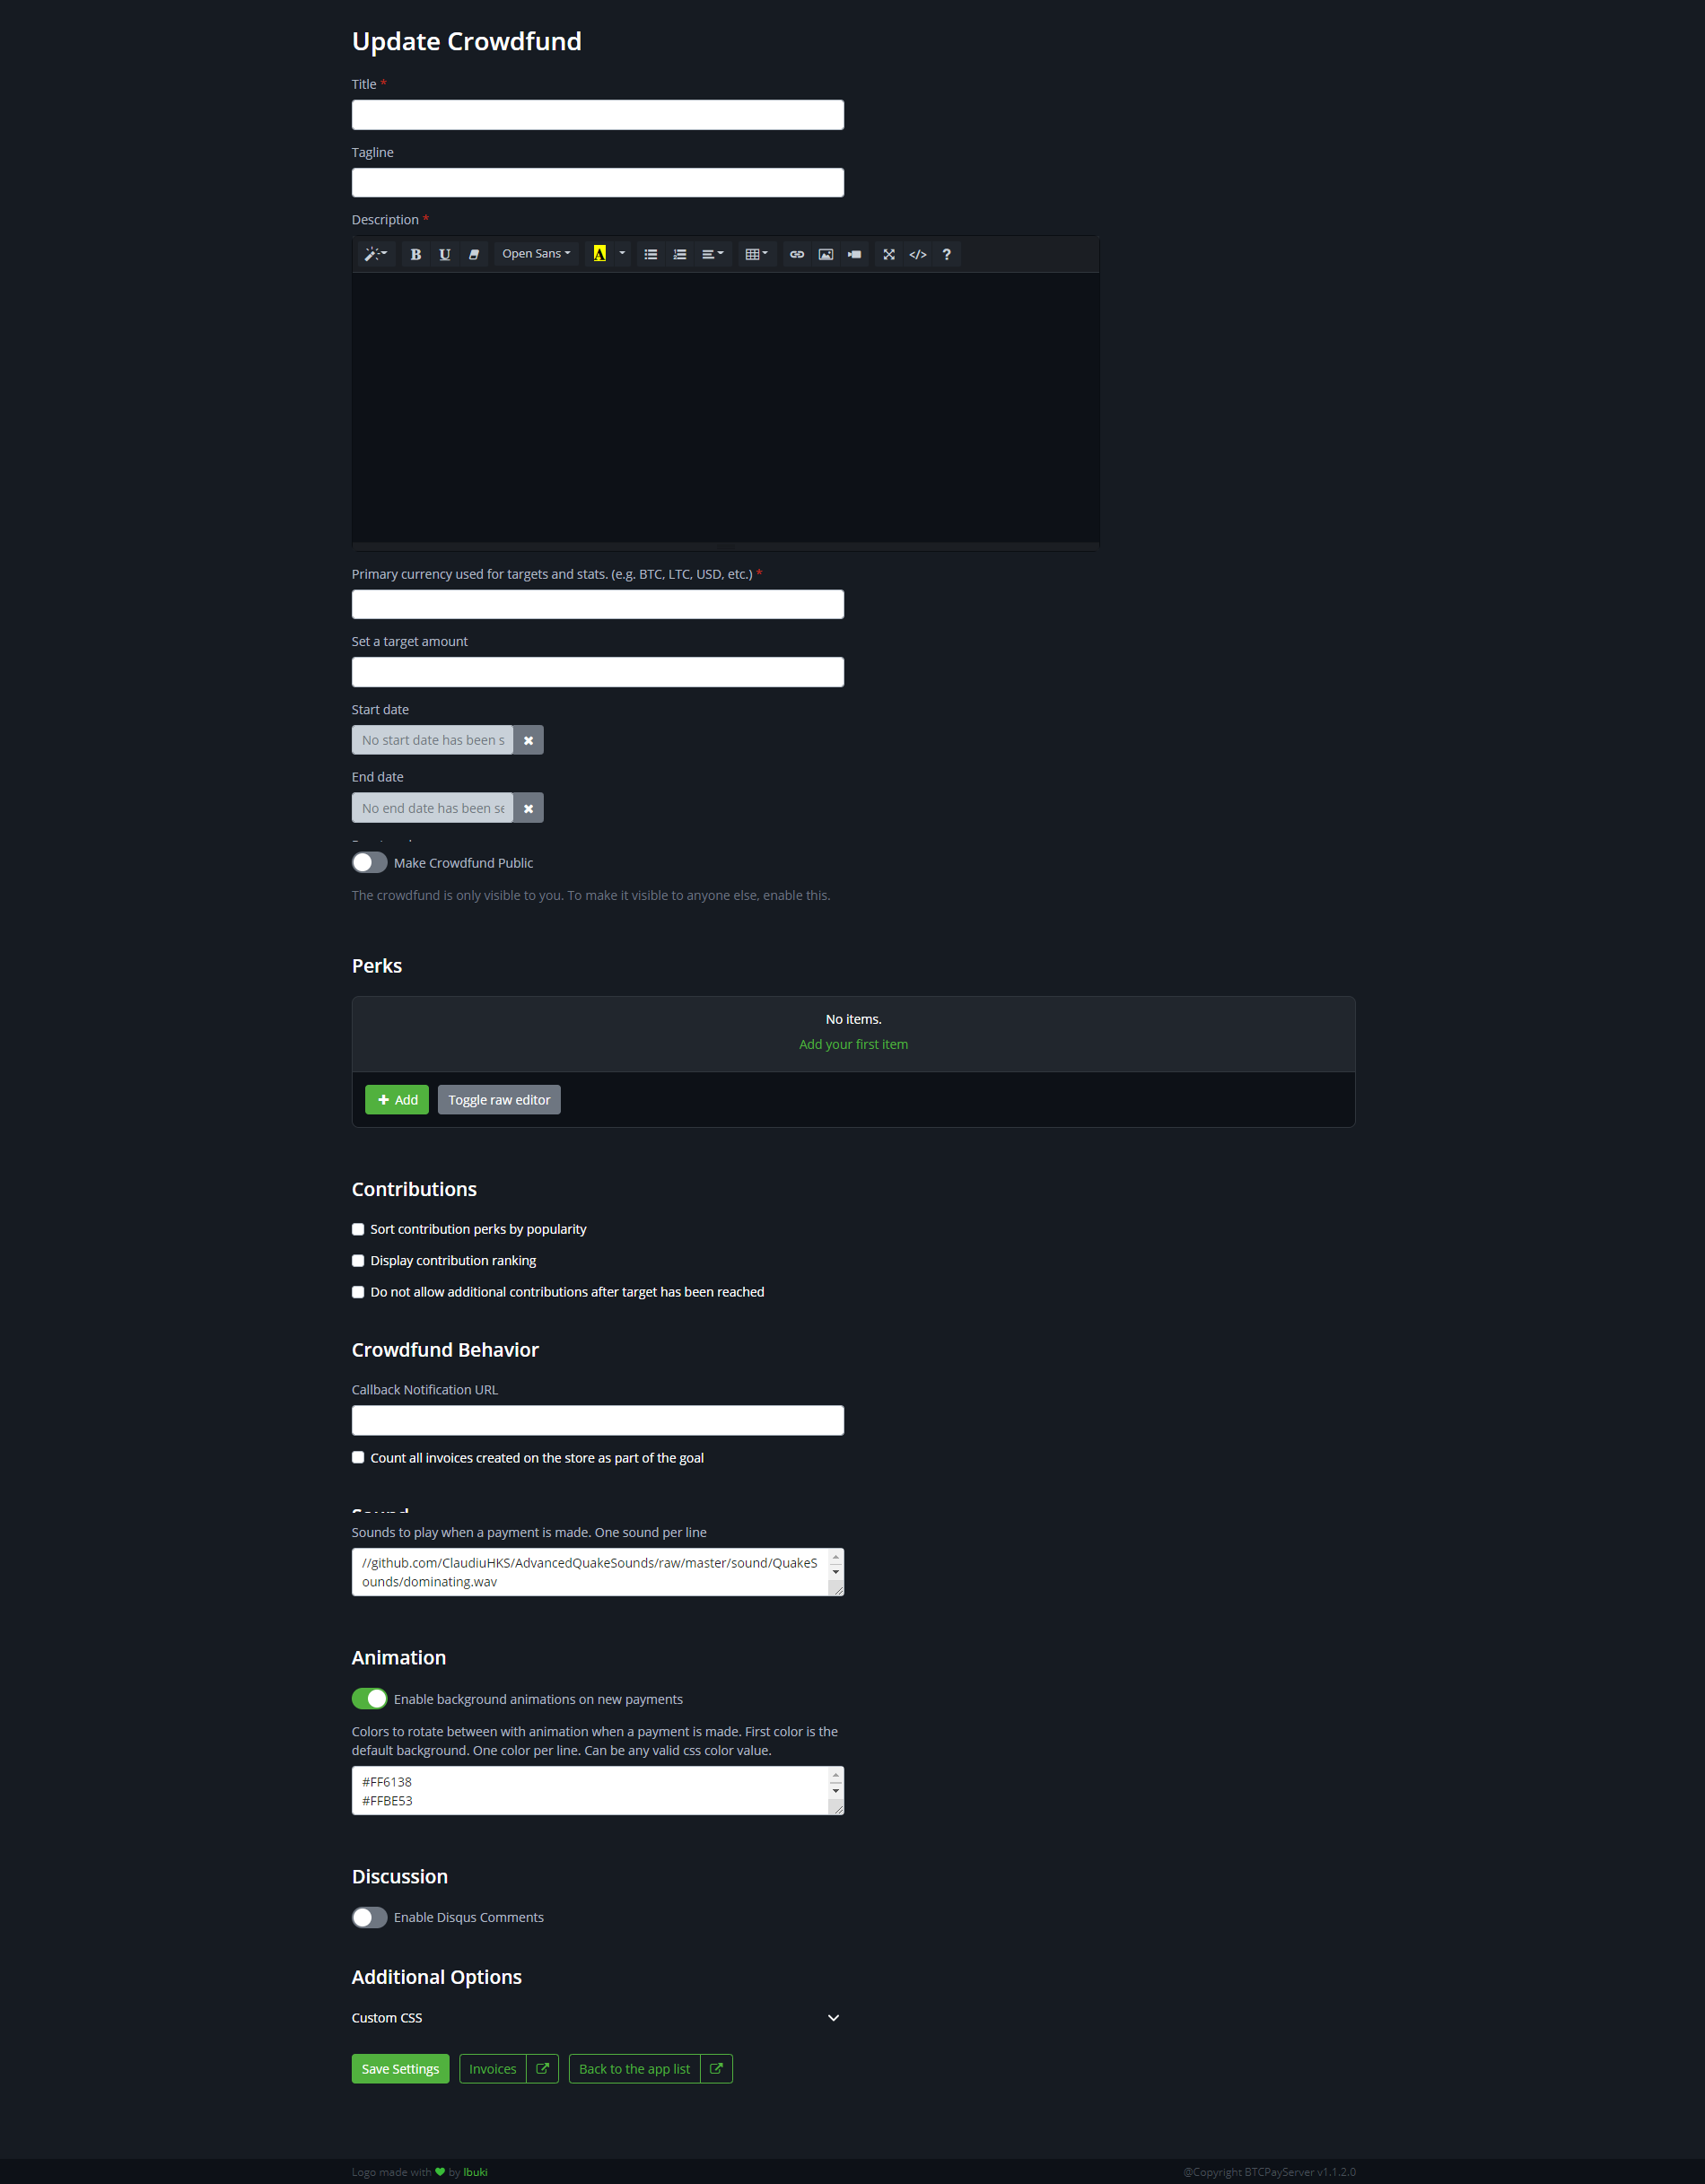 Update Crowdfund
Title *
Tagline
Description *
B U Open Sans A </> ?
Primary currency used for targets and stats. (e.g. BTC, LTC, USD, etc.) *
Set a target amount
Start date
No start date has been s
End date
No end date has been se
Make Crowdfund Public
The crowdfund is only visible to you. To make it visible to anyone else, enable this.
Perks
No items.
Add your first item
Add Toggle raw editor
Contributions
Sort contribution perks by popularity
Display contribution ranking
Do not allow additional contributions after target has been reached
Crowdfund Behavior
Callback Notification URL
Count all invoices created on the store as part of the goal
Sound
Sounds to play when a payment is made. One sound per line
//github.com/ClaudiuHKS/AdvancedQuakeSounds/raw/master/sound/QuakeS
ounds/dominating.wav
Animation
Enable background animations on new payments
Colors to rotate between with animation when a payment is made. First color is the
default background. One color per line. Can be any valid css color value.
#FF6138
#FFBE53
Discussion
Enable Disqus Comments
Additional Options
Custom CSS
Save Settings Invoices Back to the app list
Logo made with ♥ by Ibuki @Copyright BTCPayServer v1.1.2.0